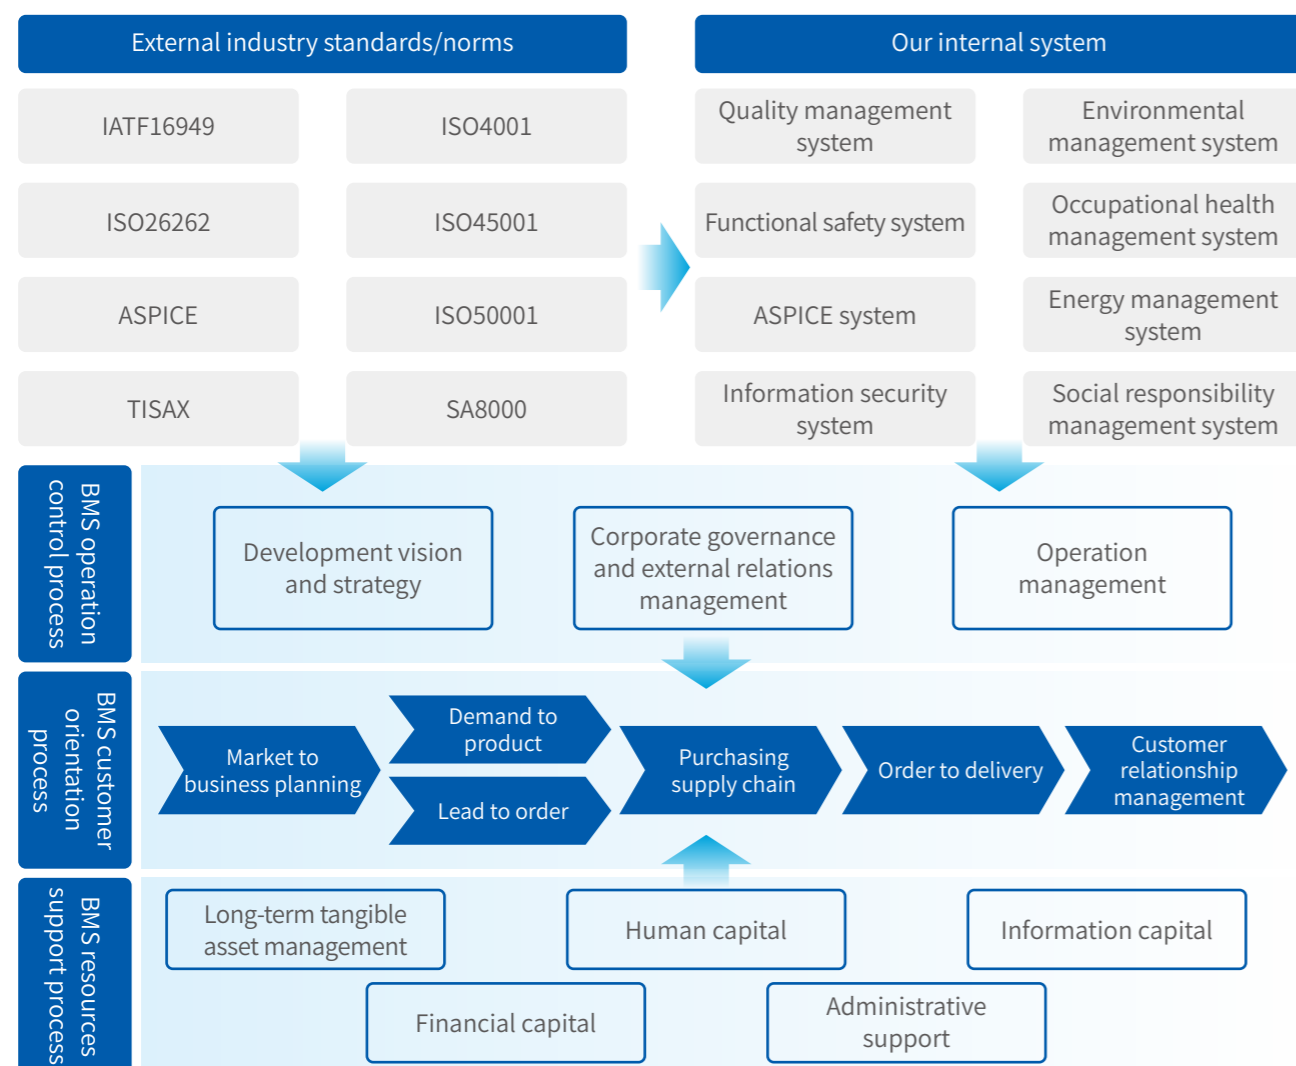 External industry standards/norms
Our internal system
IATF16949
ISO4001
Quality management
system
Environmental
management system
ISO26262
ISO45001
Functional safety system
Occupational health
management system
ASPICE
ISO50001
ASPICE system
Energy management
system
TISAX
SA8000
Information security
system
Social responsibility
management system
BMS operation
control process
Development vision
and strategy
Corporate governance
and external relations
management
Operation
management
BMS customer
orientation
process
Market to
business planning
Demand to
product
Lead to order
Purchasing
supply chain
Order to delivery
Customer
relationship
management
BMS resources
support process
Long-term tangible
asset management
Human capital
Information capital
Financial capital
Administrative
support